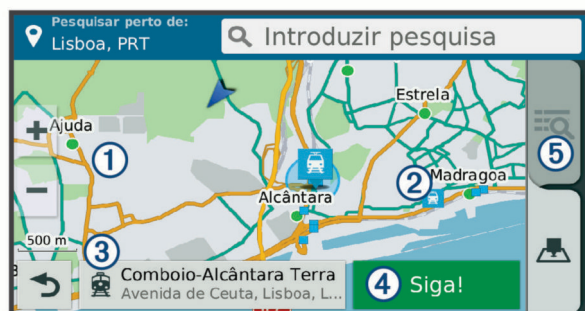 Pesquisar perto de:
Lisboa, PRT
Introduzir pesquisa
Estrela
Ajuda
1
5
2
Madragoa
Alcântara
500 m
3
Comboio-Alcântara Terra
Avenida de Ceuta, Lisboa, L...
4
Siga!